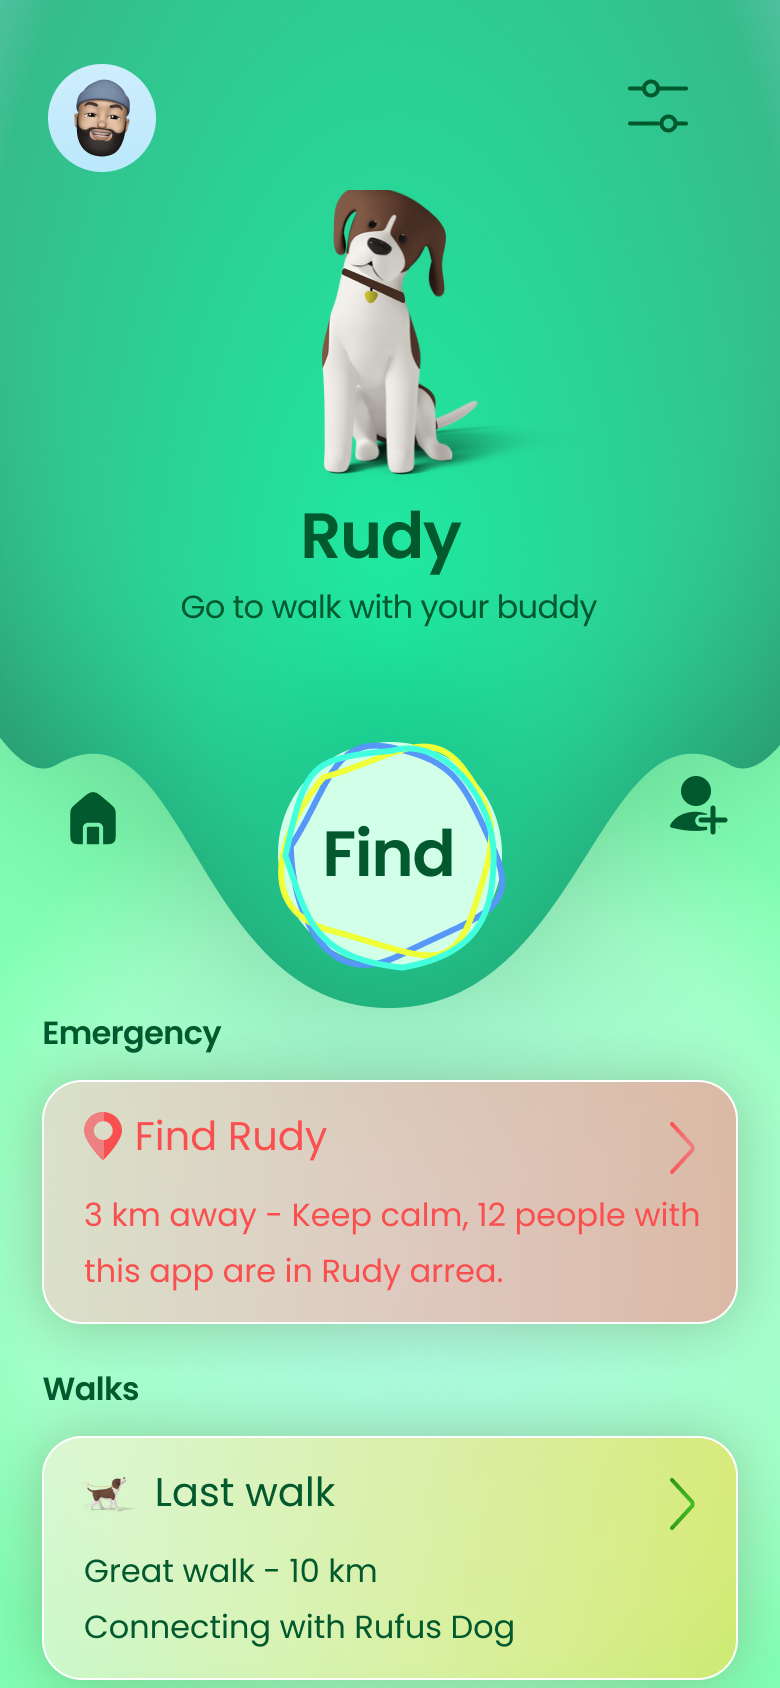 Rudy
Go to walk with your buddy
Find
Emergency
Find Rudy
3 km away - Keep calm, 12 people with
this app are in Rudy arrea.
Walks
Last walk
Great walk - 10 km
Connecting with Rufus Dog